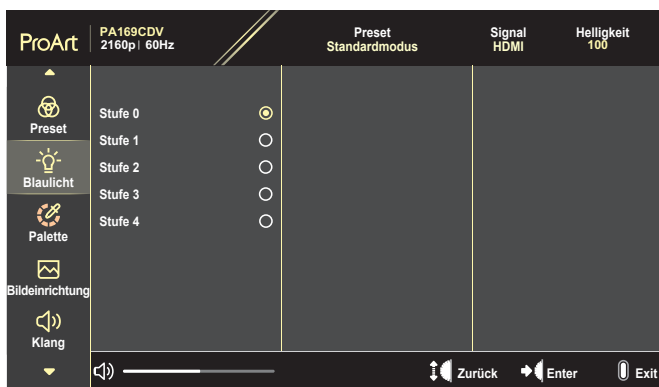 ProArt
PA169CDV
2160p | 60Hz
Preset
Standardmodus
Signal
HDMI
Helligkeit
100
Preset
Blaulicht
Palette
Bildeinrichtung
Klang
Stufe 0
Stufe 1
Stufe 2
Stufe 3
Stufe 4
Zurück
Enter
Exit